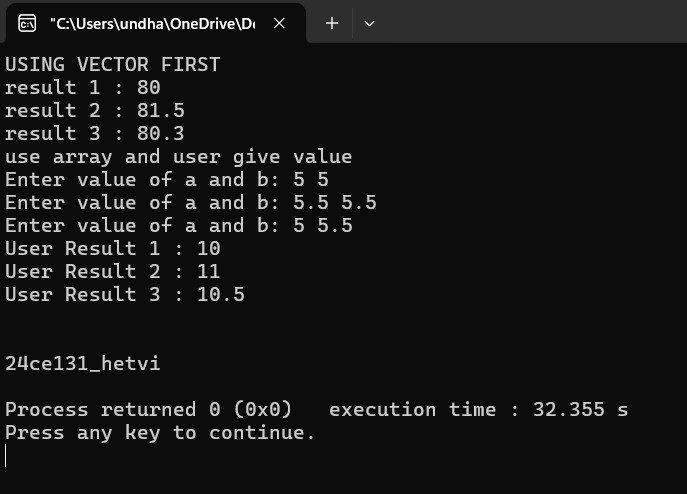 "C:\Users\undha\OneDrive\De
USING VECTOR FIRST
result 1 : 80
result 2 : 81.5
result 3 : 80.3
use array and user give value
Enter value of a and b: 5 5
Enter value of a and b: 5.5 5.5
Enter value of a and b: 5 5.5
User Result 1 : 10
User Result 2 : 11
User Result 3 : 10.5
24ce131_hetvi
Process returned 0 (0x0)   execution time : 32.355 s
Press any key to continue.